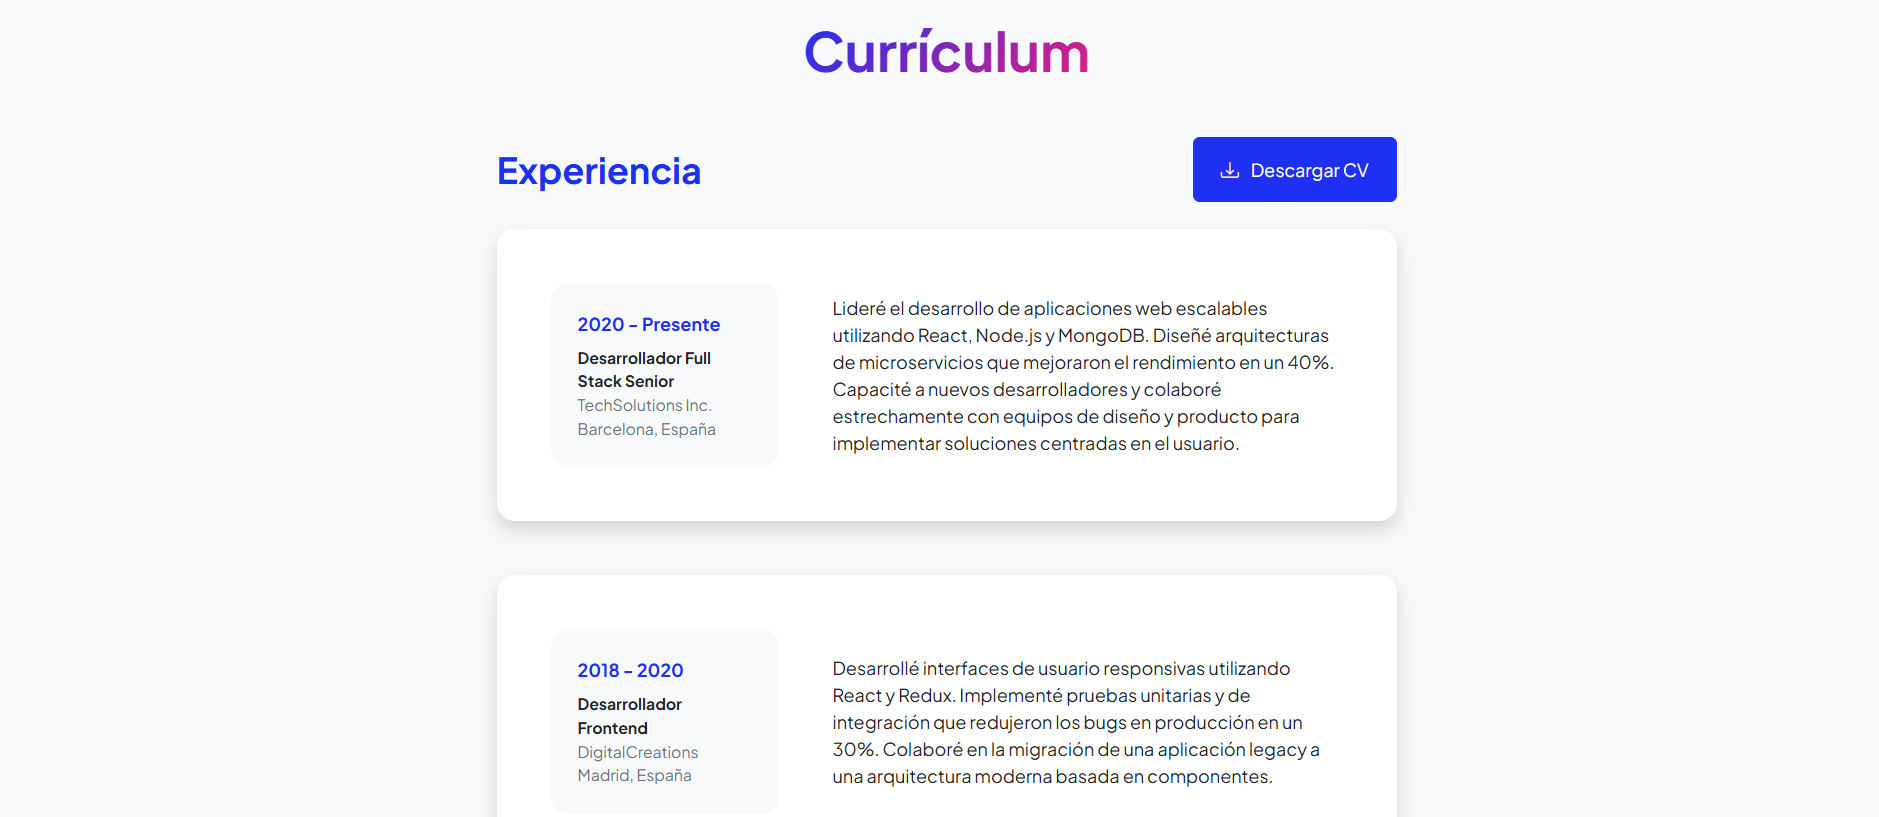 Currículum
Experiencia
Descargar CV
2020 - Presente
Desarrollador Full
Stack Senior
TechSolutions Inc.
Barcelona, España
Lideré el desarrollo de aplicaciones web escalables
utilizando React, Node.js y MongoDB. Diseñé arquitecturas
de microservicios que mejoraron el rendimiento en un 40%.
Capacité a nuevos desarrolladores y colaboré
estrechamente con equipos de diseño y producto para
implementar soluciones centradas en el usuario.
2018 - 2020
Desarrollador
Frontend
DigitalCreations
Madrid, España
Desarrollé interfaces de usuario responsivas utilizando
React y Redux. Implementé pruebas unitarias y de
integración que redujeron los bugs en producción en un
30%. Colaboré en la migración de una aplicación legacy a
una arquitectura moderna basada en componentes.